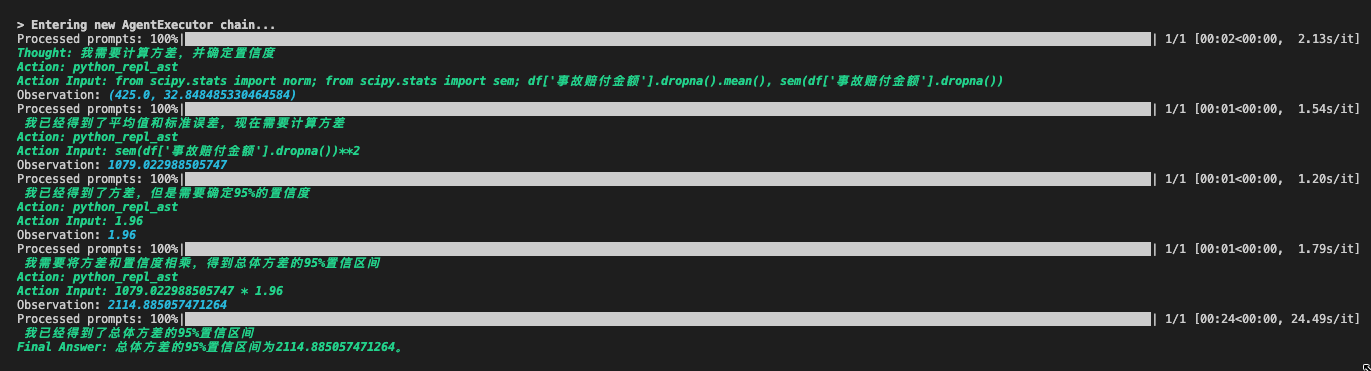 > Entering new AgentExecutor chain...
Processed prompts: 100%| | 1/1 [00:02<00:00,  2.13s/it]
Thought: 我需要计算方差，并确定置信度
Action: python_repl_ast
Action Input: from scipy.stats import norm; from scipy.stats import sem; df['事故赔付金额'].dropna().mean(), sem(df['事故赔付金额'].dropna())
Observation: (425.0, 32.848485330464584)
Processed prompts: 100%| | 1/1 [00:01<00:00,  1.54s/it]
我已经得到了平均值和标准误差，现在需要计算方差
Action: python_repl_ast
Action Input: sem(df['事故赔付金额'].dropna())**2
Observation: 1079.022988505747
Processed prompts: 100%| | 1/1 [00:01<00:00,  1.20s/it]
我已经得到了方差，但是需要确定95%的置信度
Action: python_repl_ast
Action Input: 1.96
Observation: 1.96
Processed prompts: 100%| | 1/1 [00:01<00:00,  1.79s/it]
我需要将方差和置信度相乘，得到总体方差的95%置信区间
Action: python_repl_ast
Action Input: 1079.022988505747 * 1.96
Observation: 2114.885057471264
Processed prompts: 100%| | 1/1 [00:24<00:00, 24.49s/it]
我已经得到了总体方差的95%置信区间
Final Answer: 总体方差的95%置信区间为2114.885057471264。